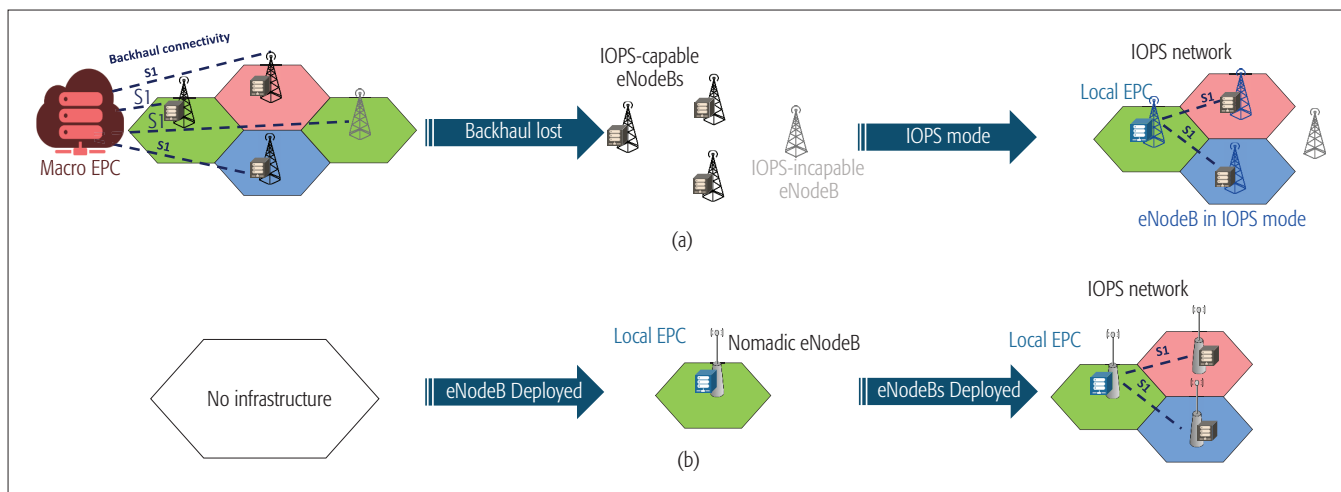 Backhaul connectivity
S1
S1
S1
S1
Macro EPC
Backhaul lost
IOPS-capable
eNodeBs
IOPS-incapable
eNodeB
IOPS mode
IOPS network
Local EPC
S1
S1
eNodeB in IOPS mode
(a)
No infrastructure
eNodeB Deployed
Local EPC
Nomadic eNodeB
eNodeBs Deployed
IOPS network
Local EPC
S1
S1
(b)